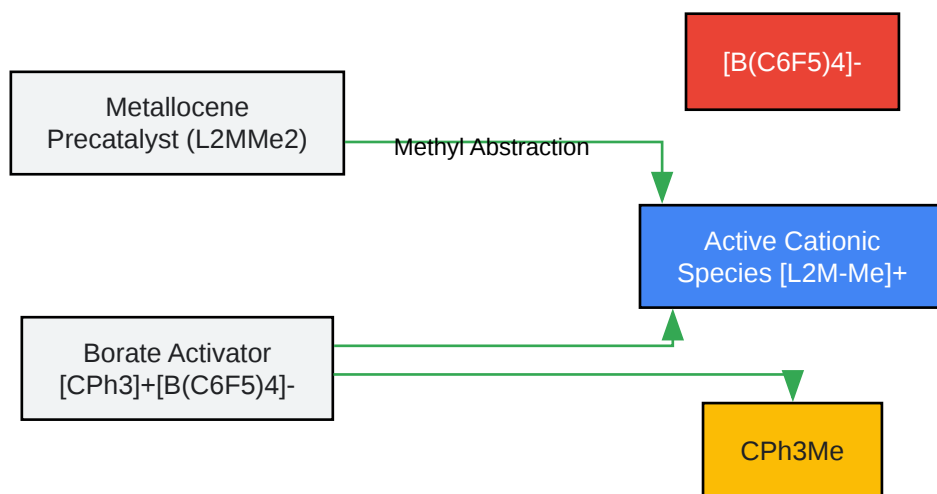 [B(C6F5)4]-
Metallocene
Precatalyst (L2MMe2)
Methyl Abstraction
Active Cationic
Species [L2M-Me]+
Borate Activator
[CPh3]+[B(C6F5)4]-
CPh3Me